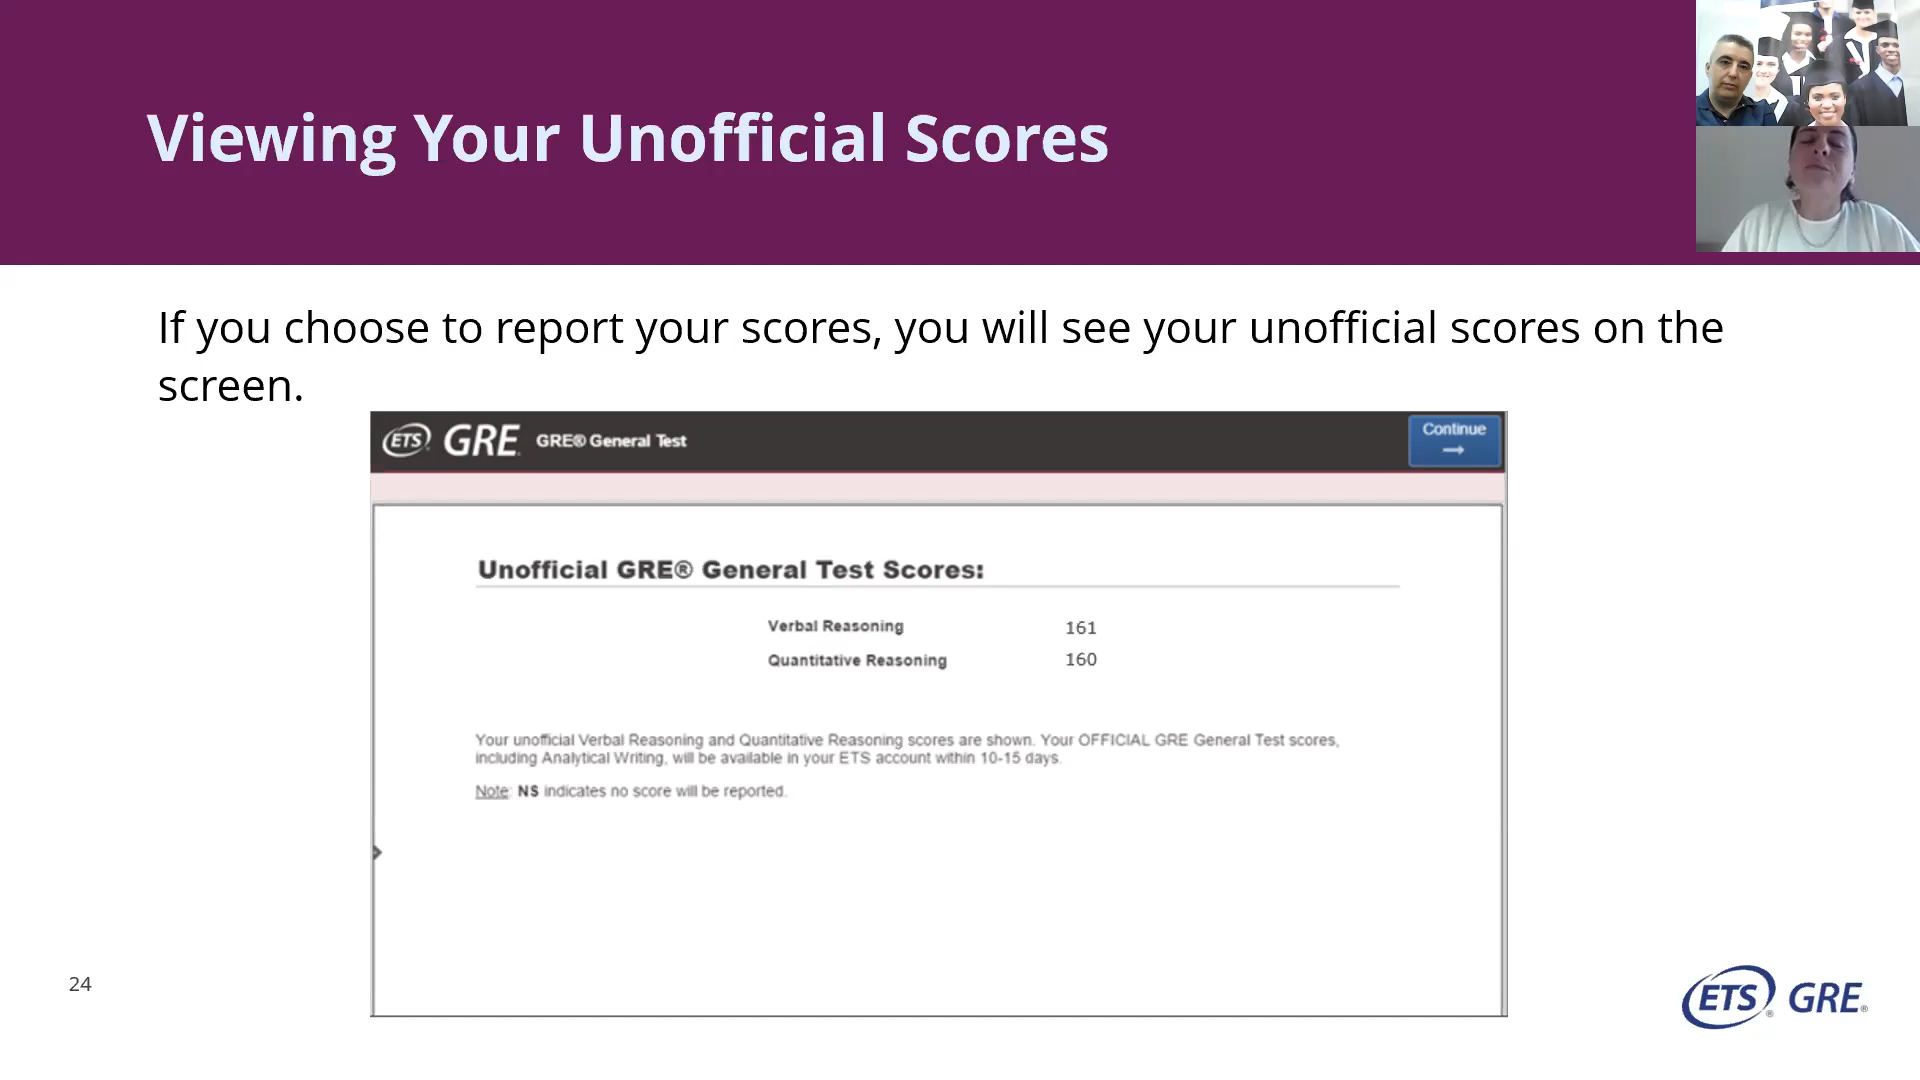 Viewing Your Unofficial Scores
If you choose to report your scores, you will see your unofficial scores on the
screen.
ETS GRE® GRE® General Test
Continue
→
Unofficial GRE® General Test Scores:
Verbal Reasoning 161
Quantitative Reasoning 160
Your unofficial Verbal Reasoning and Quantitative Reasoning scores are shown. Your OFFICIAL GRE General Test scores,
including Analytical Writing, will be available in your ETS account within 10-15 days.
Note: NS indicates no score will be reported.
24
ETS® GRE®